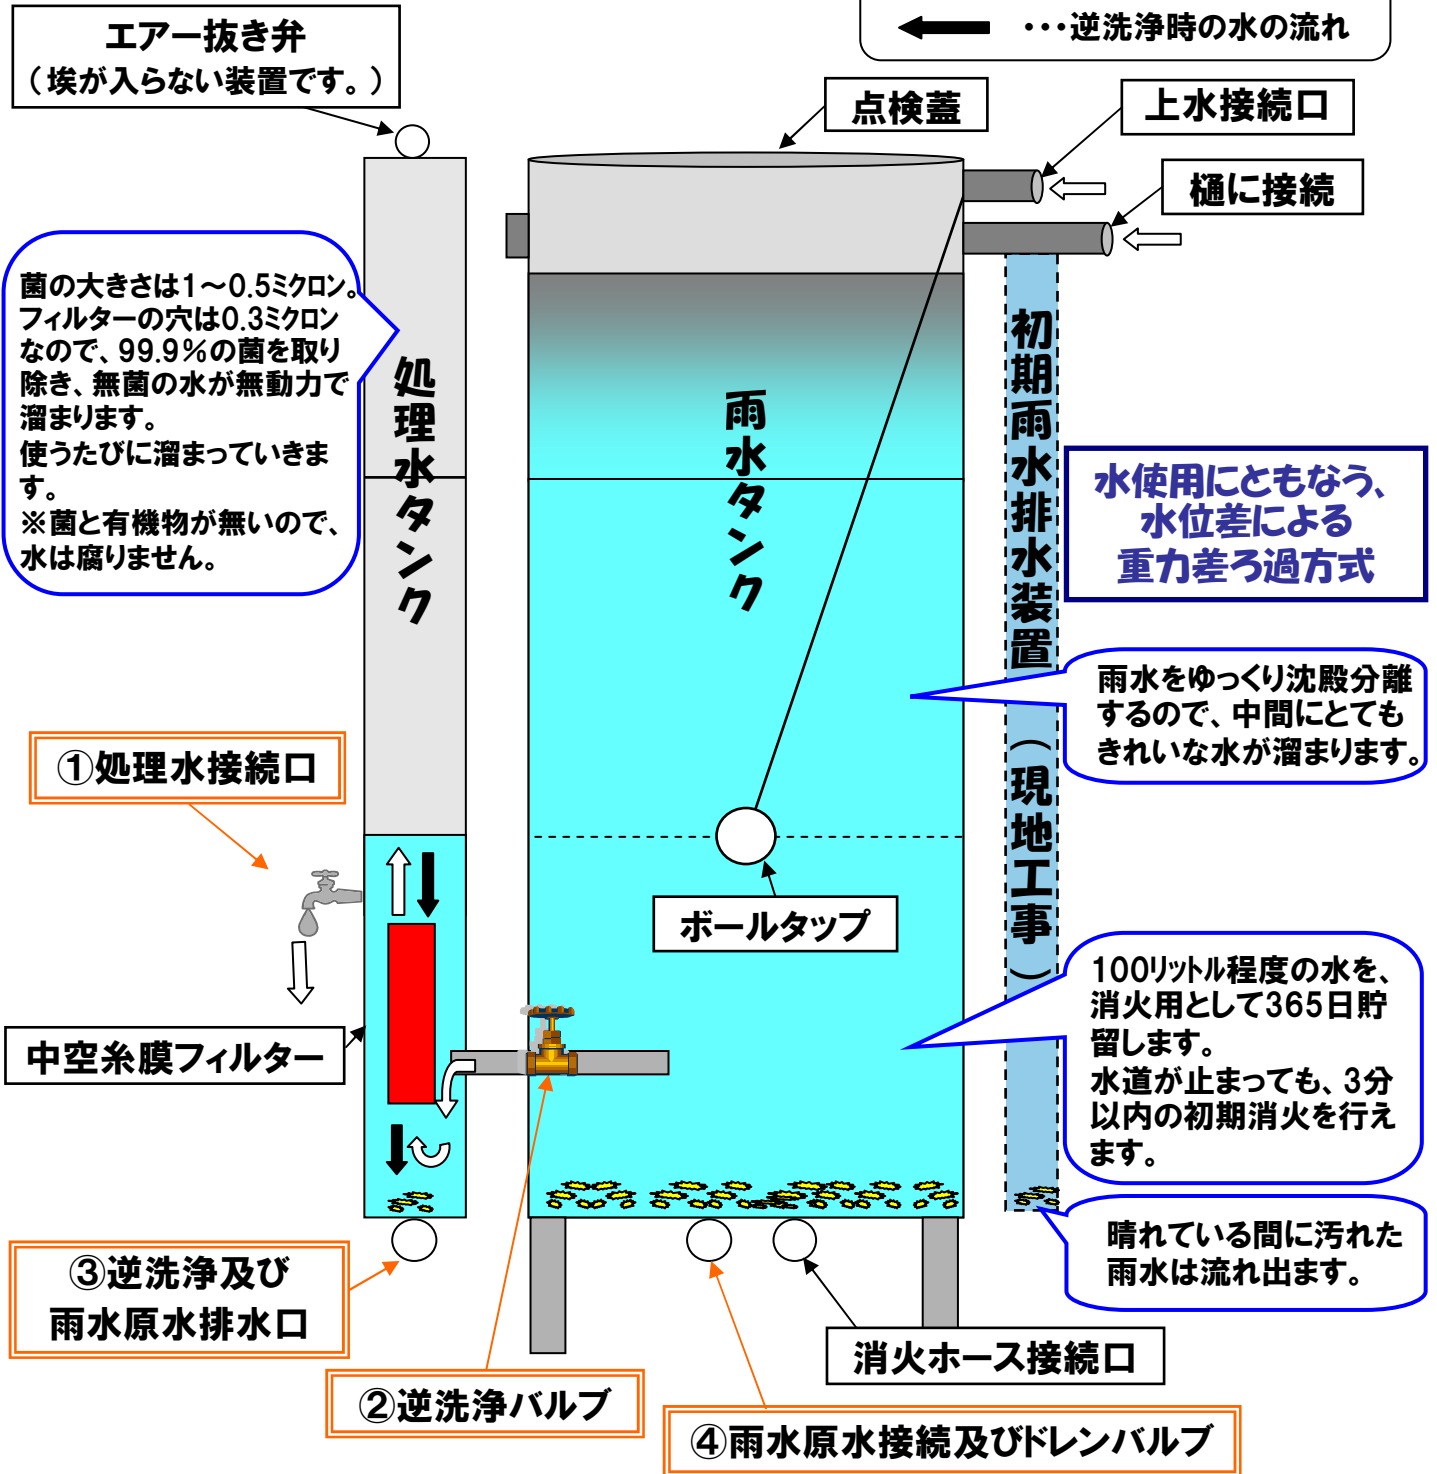 ・・・逆洗浄時の水の流れ
エアー抜き弁
（埃が入らない装置です。）
点検蓋
上水接続口
樋に接続
菌の大きさは1～0.5ミクロン。
フィルターの穴は0.3ミクロン
なので、99.9％の菌を取り
除き、無菌の水が無動力で
溜まります。
使うたびに溜まっていきま
す。
※菌と有機物が無いので、
水は腐りません。
処理水タンク
雨水タンク
初期雨水排水装置（現地工事）
水使用にともなう、
水位差による
重力差ろ過方式
雨水をゆっくり沈殿分離
するので、中間にとても
きれいな水が溜まります。
①処理水接続口
ボールタップ
中空糸膜フィルター
100リットル程度の水を、
消火用として365日貯
留します。
水道が止まっても、3分
以内の初期消火を行え
ます。
晴れている間に汚れた
雨水は流れ出ます。
③逆洗浄及び
雨水原水排水口
消火ホース接続口
②逆洗浄バルブ
④雨水原水接続及びドレンバルブ